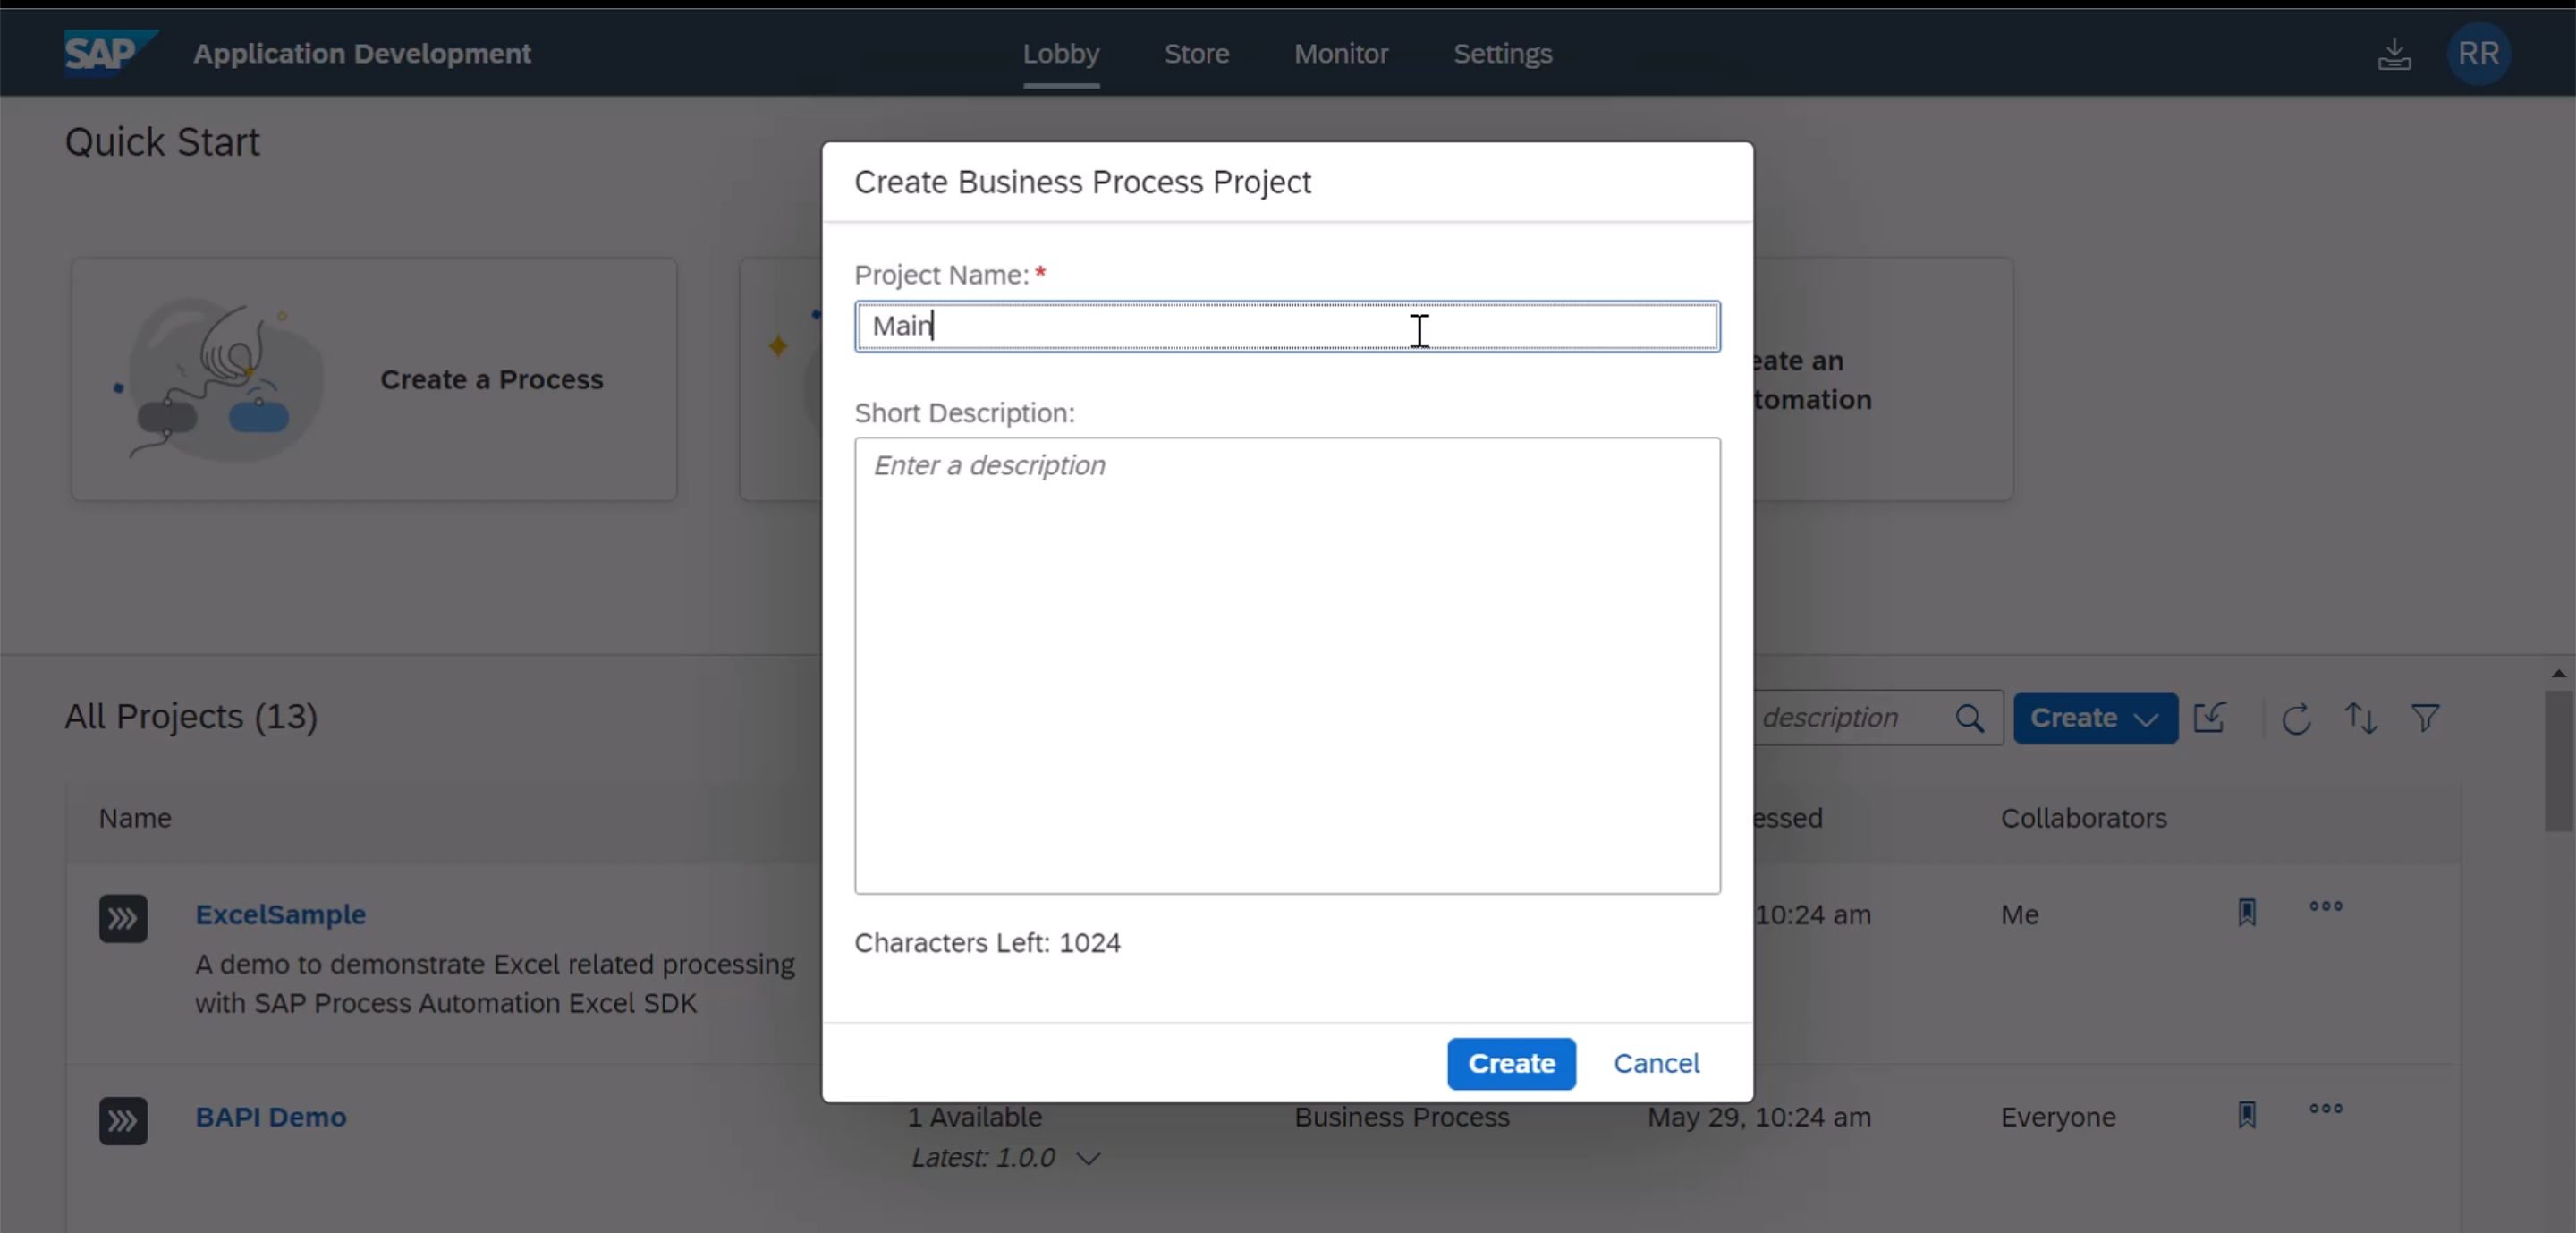 SAP
Application Development
Lobby
Store
Monitor
Settings
RR
Quick Start
Create a Process
eate an
tomation
Create Business Process Project
Project Name: *
Main
Short Description:
Enter a description
Characters Left: 1024
Create
Cancel
All Projects (13)
description
Create
Name
essed
Collaborators
ExcelSample
A demo to demonstrate Excel related processing
with SAP Process Automation Excel SDK
10:24 am
Me
BAPI Demo
1 Available
Latest: 1.0.0
Business Process
May 29, 10:24 am
Everyone